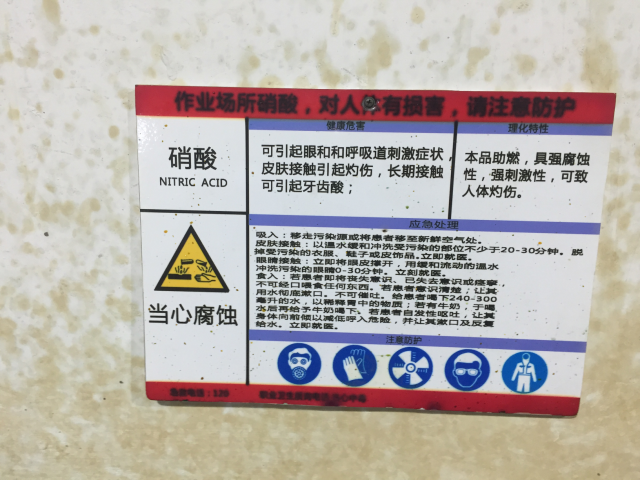 作业场所硝酸，对人体有损害，请注意防护
硝酸
NITRIC ACID
当心腐蚀
健康危害
可引起眼和和呼吸道刺激症状，
皮肤接触引起灼伤，长期接触
可引起牙齿酸；
理化特性
本品助燃，具强腐蚀
性，强刺激性，可致
人体灼伤。
应急处理
吸入：移走污染源或将患者移至新鲜空气处。
皮肤接触：以温水缓和冲洗受污染的部位不少于20-30分钟。脱
掉受污染的衣服、鞋子或皮饰品。立即就医。
眼睛接触：立即将眼皮撑开，用缓和流动的温水
冲洗污染的眼睛0-30分钟。立刻就医。
食入：若患者即将丧失意识、已失去意识或痉挛，
不可经口喂食任何东西。若患者意识清楚；让其
用水彻底漱口，不可催吐。给患者喝下240-300
毫升的水，以稀释胃中的物质；若有牛奶，于喝
水后再给予牛奶喝下。若患者自发性呕吐，让其
身体向前倾以减低呼入危险，并让其漱口及反复
给水。立即就医。
注意防护
急救电话：120